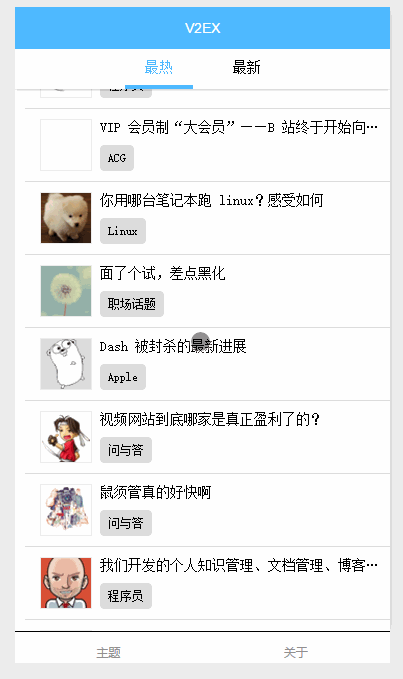 V2EX
最热
最新
程序员
VIP 会员制“大会员”——B 站终于开始向…
ACG
你用哪台笔记本跑 linux？感受如何
Linux
面了个试，差点黑化
职场话题
Dash 被封杀的最新进展
Apple
视频网站到底哪家是真正盈利了的？
问与答
鼠须管真的好快啊
问与答
我们开发的个人知识管理、文档管理、博客…
程序员
主题
关于